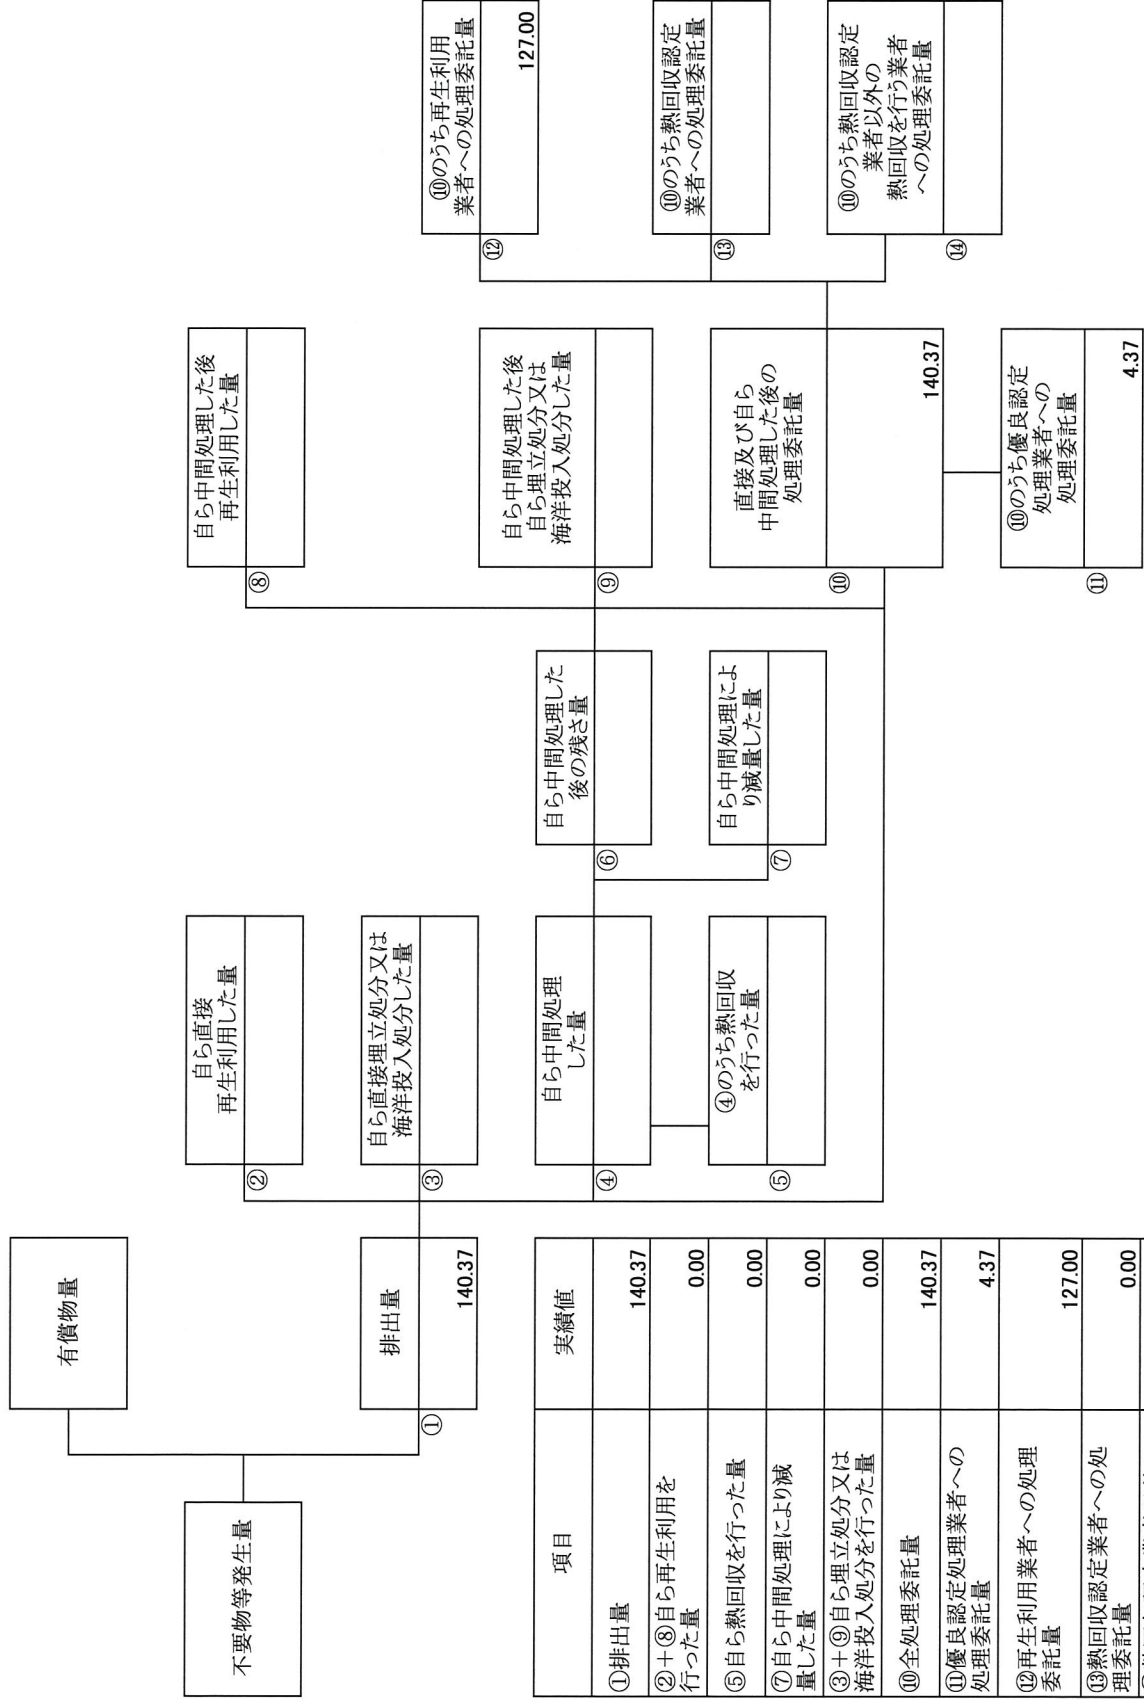 不要物等発生量
有償物量
①
排出量
140.37
②
自ら直接
再生利用した量
③
自ら直接埋立処分又は
海洋投入処分した量
④
自ら中間処理
した量
⑤
④のうち熱回収
を行った量
⑥
自ら中間処理した
後の残さ量
⑦
自ら中間処理によ
り減量した量
⑧
自ら中間処理した後
再生利用した量
⑨
自ら中間処理した後
自ら埋立処分又は
海洋投入処分した量
⑩
直接及び自ら
中間処理した後の
処理委託量
140.37
⑪
⑩のうち優良認定
処理業者への
処理委託量
4.37
⑫
⑩のうち再生利用
業者への処理委託量
127.00
⑬
⑩のうち熱回収認定
業者への処理委託量
⑭
⑩のうち熱回収認定
業者以外の
熱回収を行う業者
への処理委託量
項目 実績値
①排出量 140.37
②+⑧自ら再生利用を
行った量 0.00
⑤自ら熱回収を行った量 0.00
⑦自ら中間処理により減
量した量 0.00
③+⑨自ら埋立処分又は
海洋投入処分を行った量 0.00
⑩全処理委託量 140.37
⑪優良認定処理業者への
処理委託量 4.37
⑫再生利用業者への処理
委託量 127.00
⑬熱回収認定業者への処
理委託量 0.00